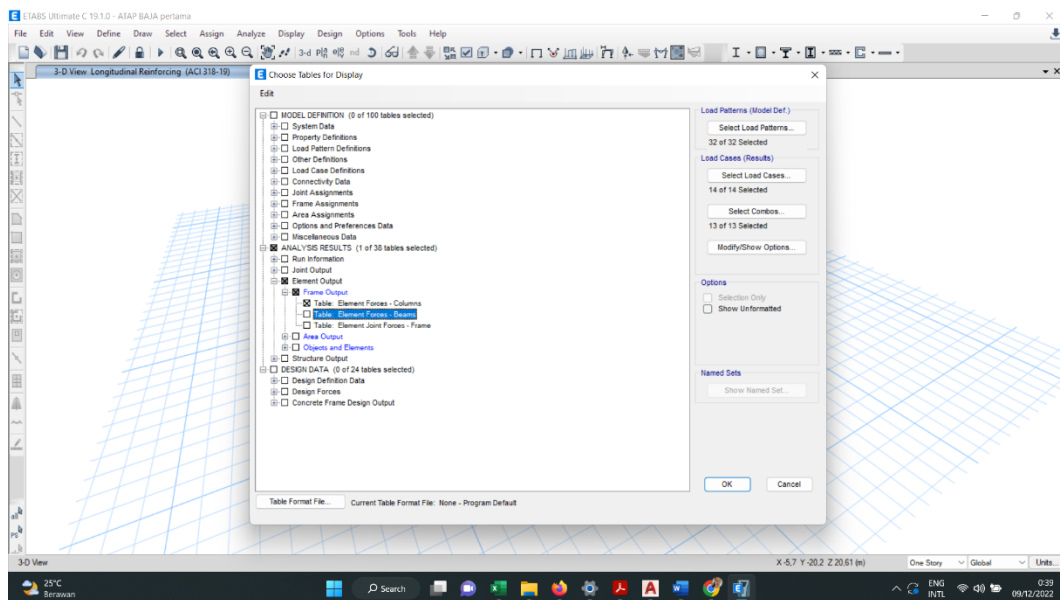 ETABS Ultimate C 19.1.0 - ATAP BAJA pertama
File Edit View Define Draw Select Assign Analyze Display Design Options Tools Help
3-d nd
3-D View Longitudinal Reinforcing (ACI 318-19)
Choose Tables for Display
Edit
MODEL DEFINITION (0 of 100 tables selected)
System Data
Property Definitions
Load Pattern Definitions
Other Definitions
Load Case Definitions
Connectivity Data
Joint Assignments
Frame Assignments
Area Assignments
Options and Preferences Data
Miscellaneous Data
ANALYSIS RESULTS (1 of 38 tables selected)
Run Information
Joint Output
Element Output
Frame Output
Table: Element Forces - Columns
Table: Element Forces - Beams
Table: Element Joint Forces - Frame
Area Output
Objects and Elements
Structure Output
DESIGN DATA (0 of 24 tables selected)
Design Definition Data
Design Forces
Concrete Frame Design Output
Load Patterns (Model Def.)
Select Load Patterns...
32 of 32 Selected
Load Cases (Results)
Select Load Cases...
14 of 14 Selected
Select Combos...
13 of 13 Selected
Modify/Show Options...
Options
Selection Only
Show Unformatted
Named Sets
Show Named Set...
OK Cancel
Table Format File... Current Table Format File: None - Program Default
all
ps
3-D View X -5,7 Y -20,2 Z 20,61 (m) One Story Global Units...
25°C
Berawan
Search
ENG
INTL
0:39
09/12/2022